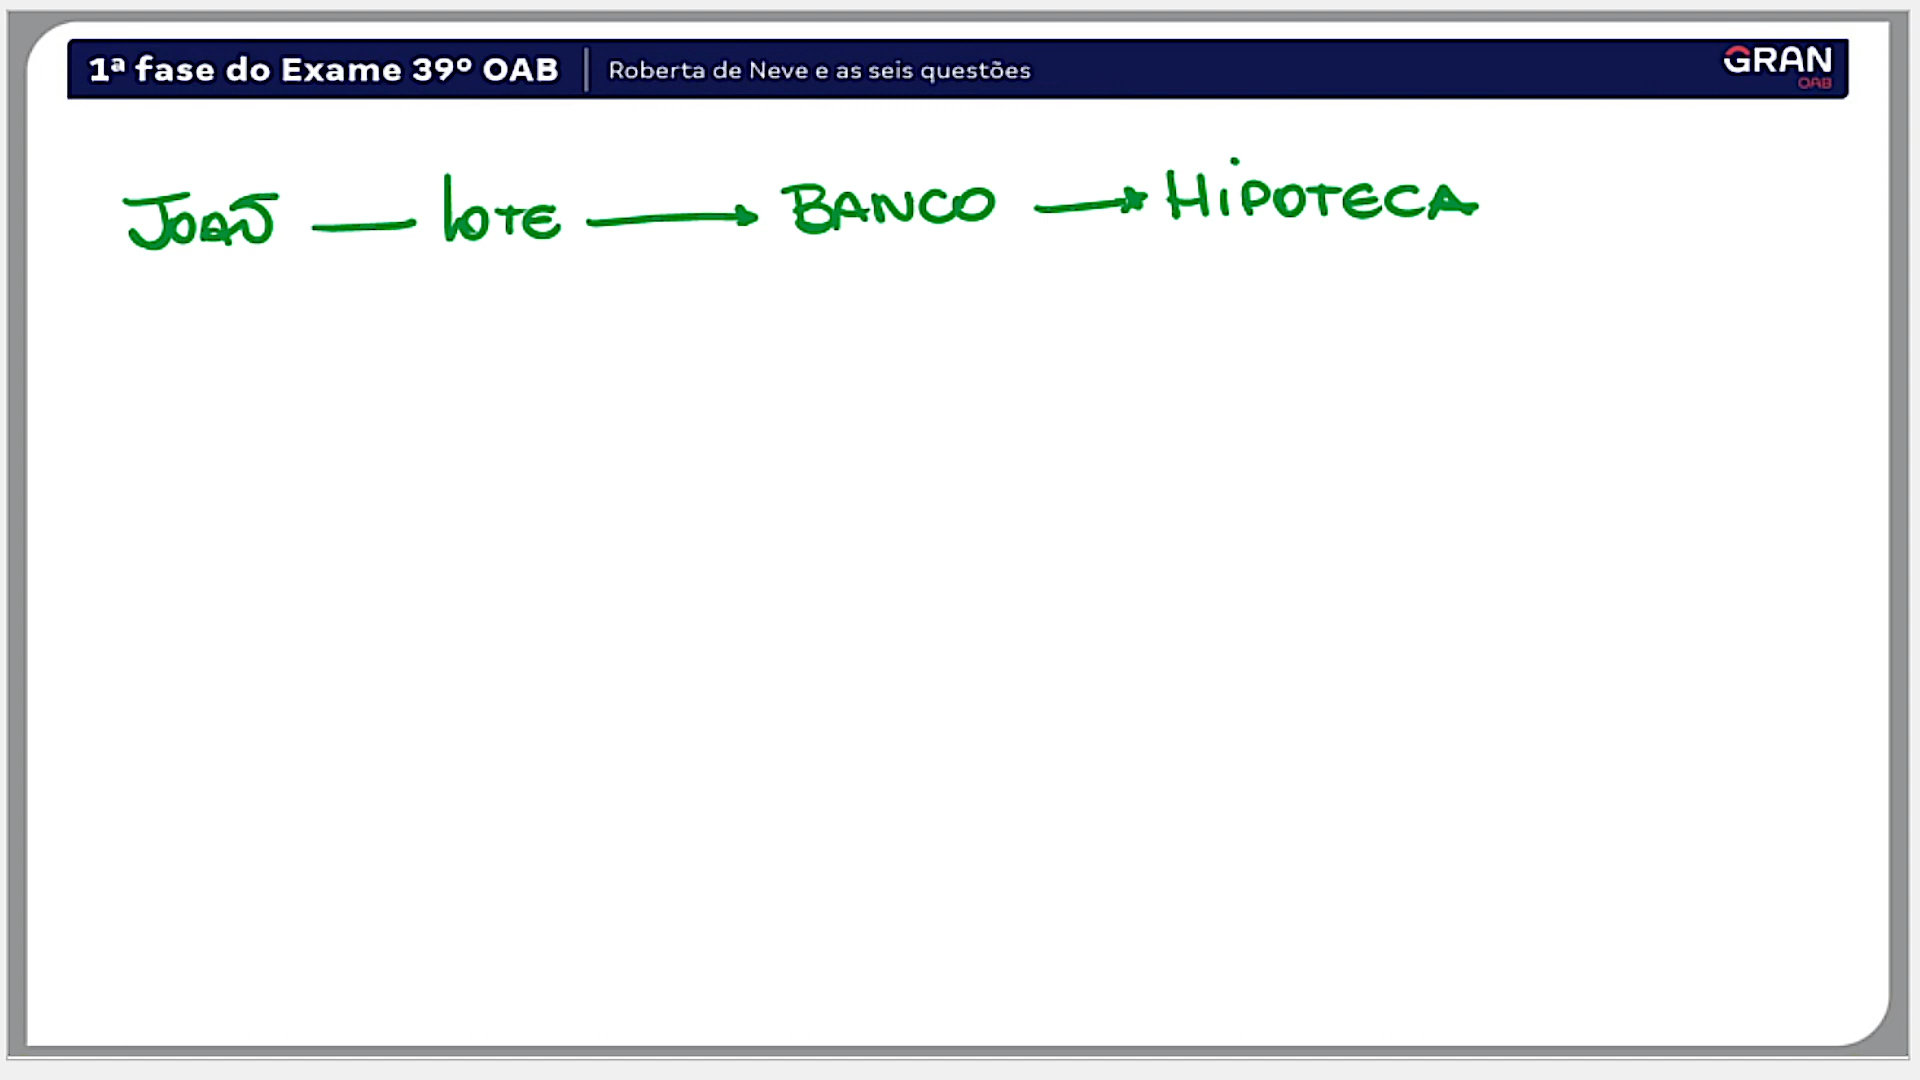 1ª fase do Exame 39º OAB | Roberta de Neve e as seis questões
GRAN
OAB
JOÃO — LOTE → BANCO → HIPOTECA